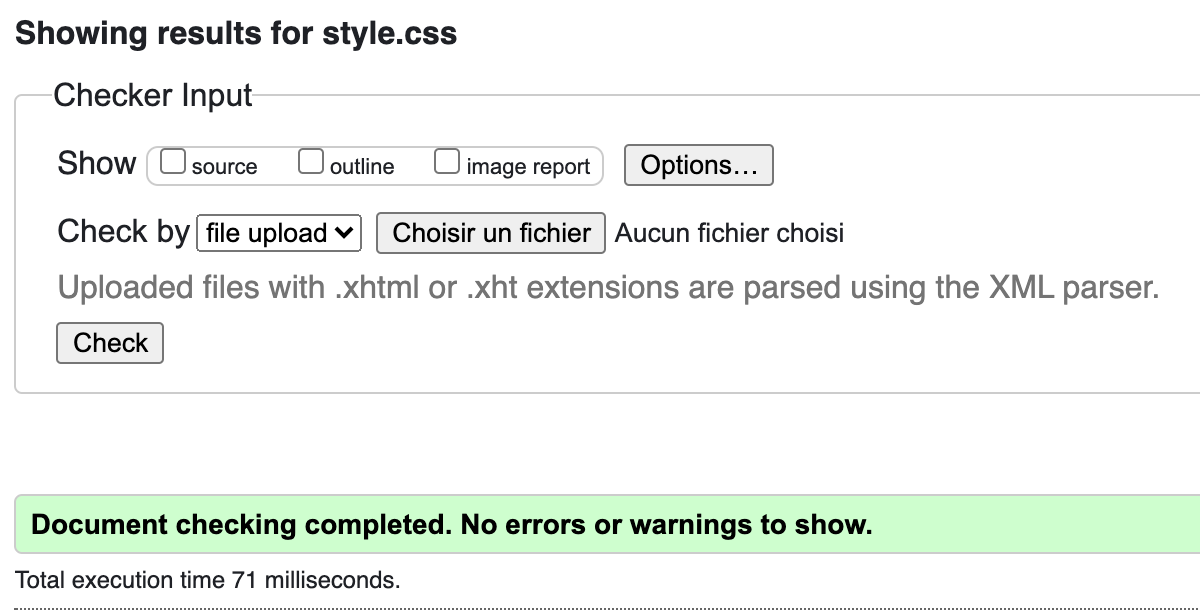 Showing results for style.css
Checker Input
Show source outline image report Options...
Check by file upload Choisir un fichier Aucun fichier choisi
Uploaded files with .xhtml or .xht extensions are parsed using the XML parser.
Check
Document checking completed. No errors or warnings to show.
Total execution time 71 milliseconds.